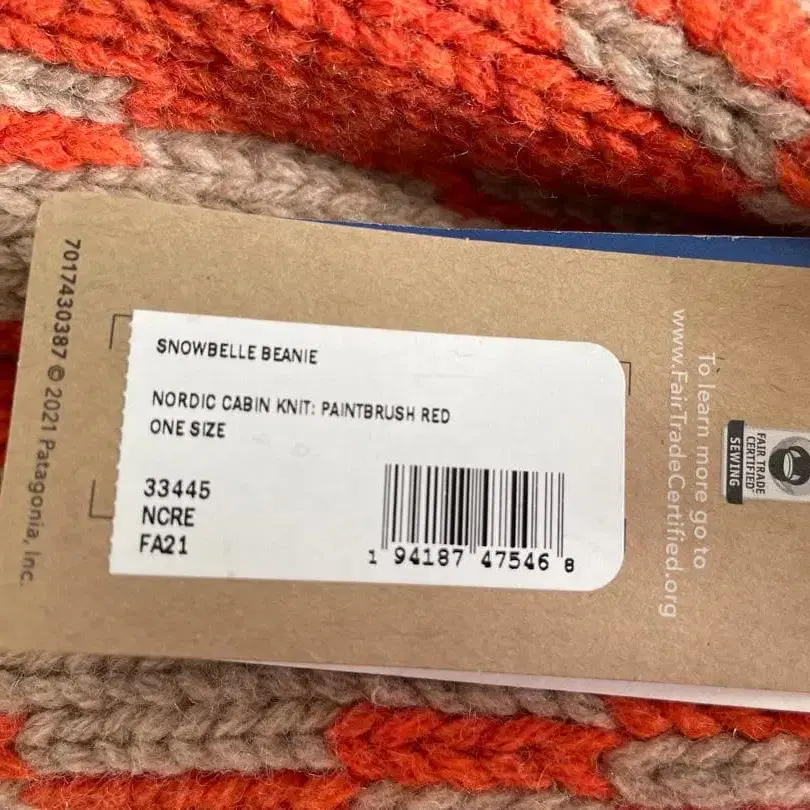 SNOWBELLE BEANIE
NORDIC CABIN KNIT: PAINTBRUSH RED
ONE SIZE
33445
NCRE
FA21
1 94187 47546 8
7017430387 © 2021 Patagonia, Inc.
To learn more go to
www.FairTradeCertified.org
FAIR TRADE
CERTIFIED
SEWING